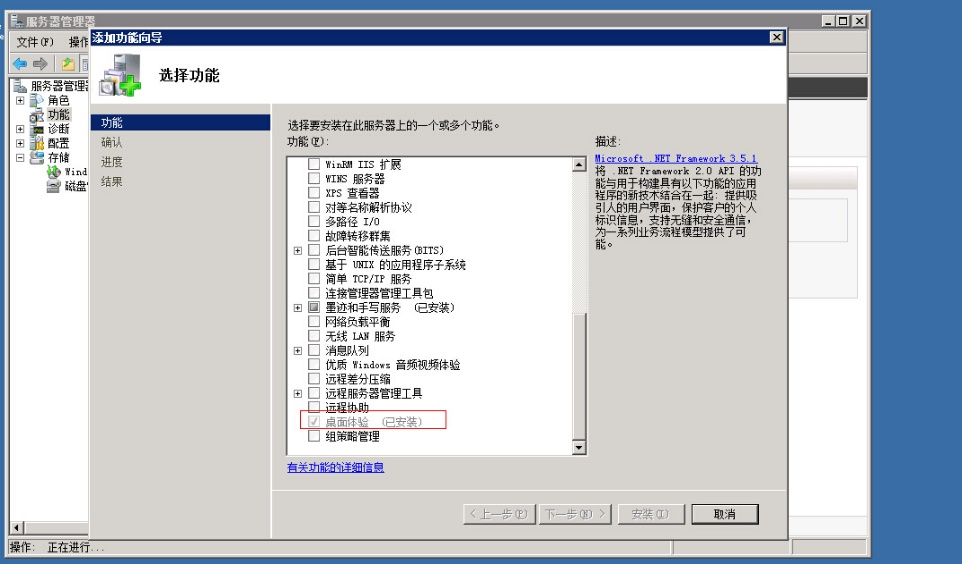 服务器管理器
文件(F) 操作
添加功能向导
选择功能
服务器管理器
角色
功能
诊断
配置
存储
Wind
磁盘
功能
确认
进度
结果
选择要安装在此服务器上的一个或多个功能。
功能(F):
WinRM IIS 扩展
WINS 服务器
XPS 查看器
对等名称解析协议
多路径 I/O
故障转移群集
后台智能传送服务(BITS)
基于 UNIX 的应用程序子系统
简单 TCP/IP 服务
连接管理器管理工具包
墨迹和手写服务 (已安装)
网络负载平衡
无线 LAN 服务
消息队列
优质 Windows 音频视频体验
远程差分压缩
远程服务器管理工具
远程协助
桌面体验 (已安装)
组策略管理
描述:
Microsoft .NET Framework 3.5.1
将 .NET Framework 2.0 API 的功
能与用于构建具有以下功能的应用
程序的新技术结合在一起: 提供吸
引人的用户界面，保护客户的个人
标识信息，支持无缝和安全通信，
为一系列业务流程模型提供了可
能。
有关功能的详细信息
< 上一步(P) 下一步(N) > 安装(I) 取消
操作: 正在进行...